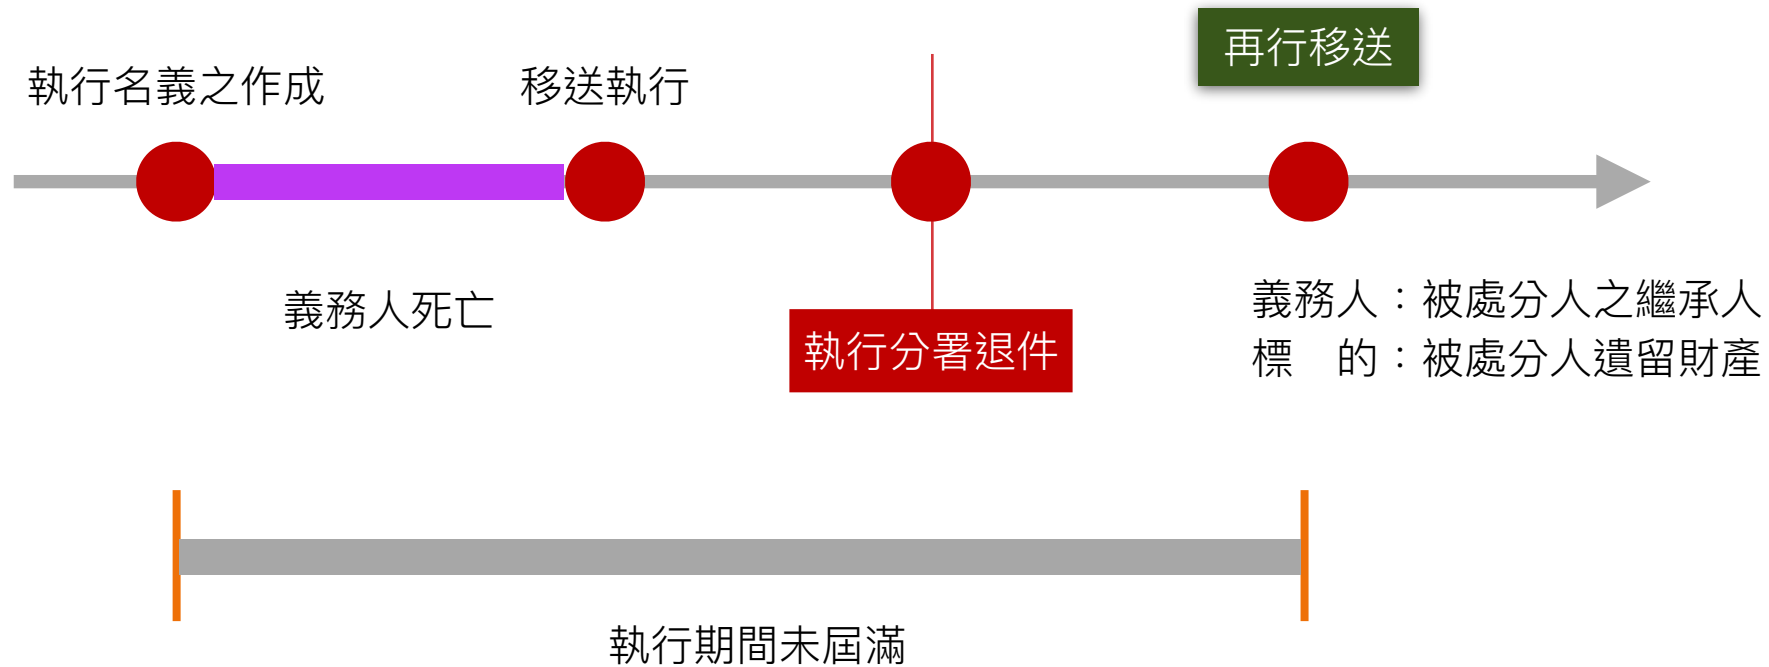 再行移送
執行名義之作成
移送執行
義務人死亡
執行分署退件
義務人：被處分人之繼承人
標　的：被處分人遺留財產
執行期間未屆滿